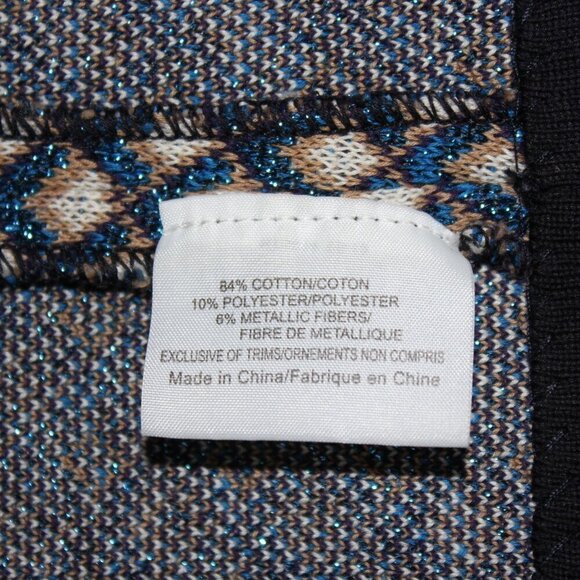 84% COTTON/COTON
10% POLYESTER/POLYESTER
6% METALLIC FIBERS/
FIBRE DE METALLIQUE
EXCLUSIVE OF TRIMS/ORNEMENTS NON COMPRIS
Made in China/Fabrique en Chine